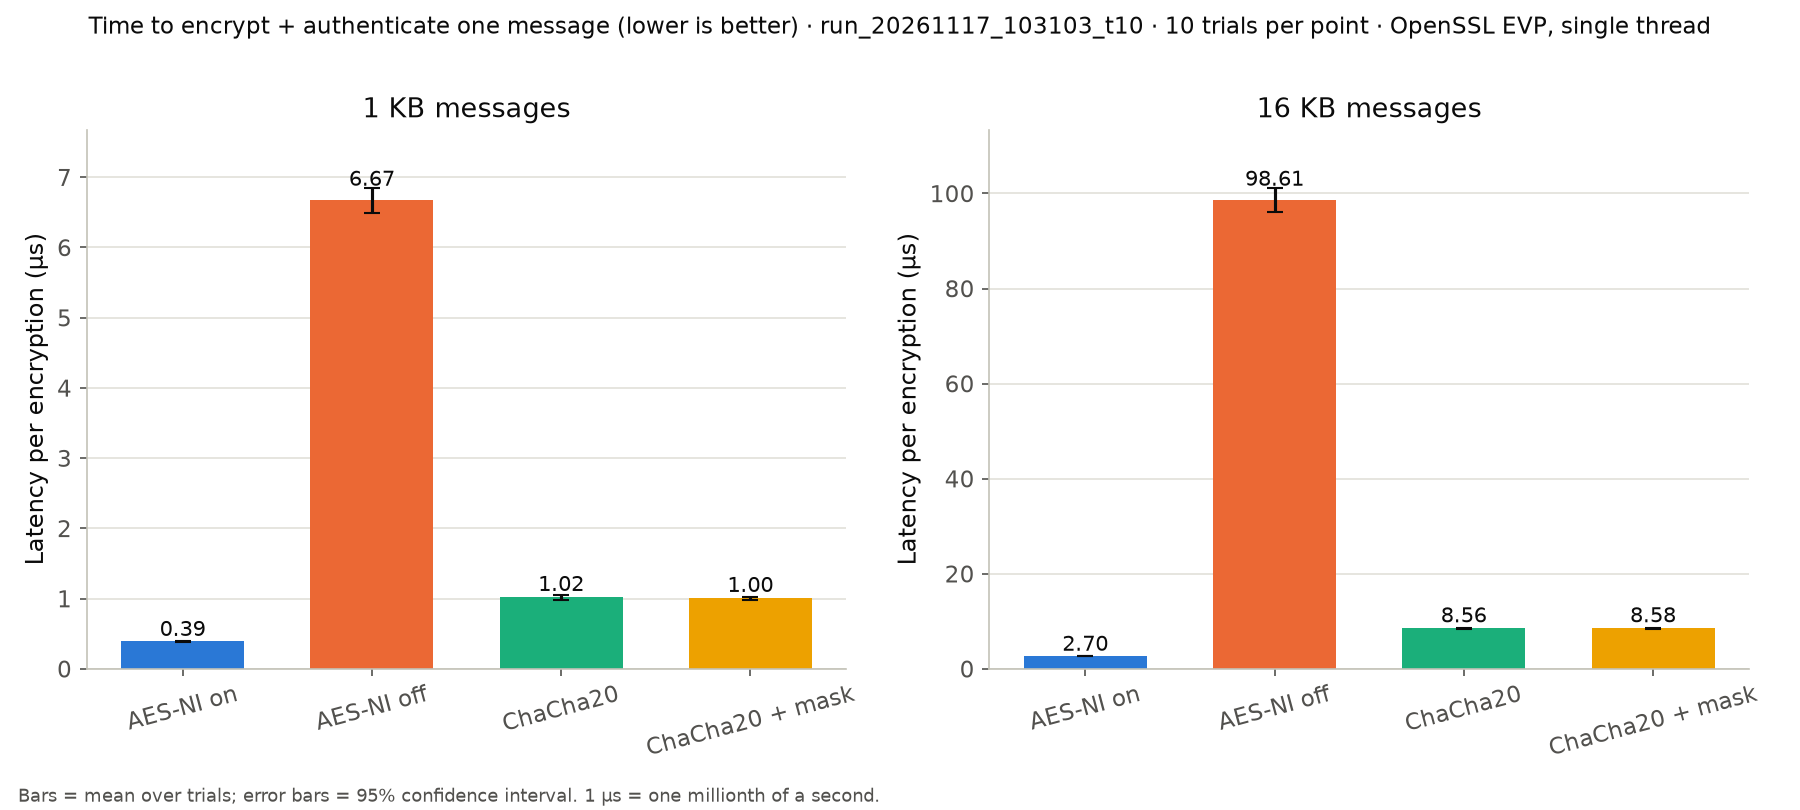 Time to encrypt + authenticate one message (lower is better) · run_20261117_103103_t10 · 10 trials per point · OpenSSL EVP, single thread
1 KB messages
Latency per encryption (µs)
7
6
5
4
3
2
1
0
0.39
6.67
1.02
1.00
AES-NI on
AES-NI off
ChaCha20
ChaCha20 + mask
16 KB messages
Latency per encryption (µs)
100
80
60
40
20
0
2.70
98.61
8.56
8.58
AES-NI on
AES-NI off
ChaCha20
ChaCha20 + mask
Bars = mean over trials; error bars = 95% confidence interval. 1 µs = one millionth of a second.